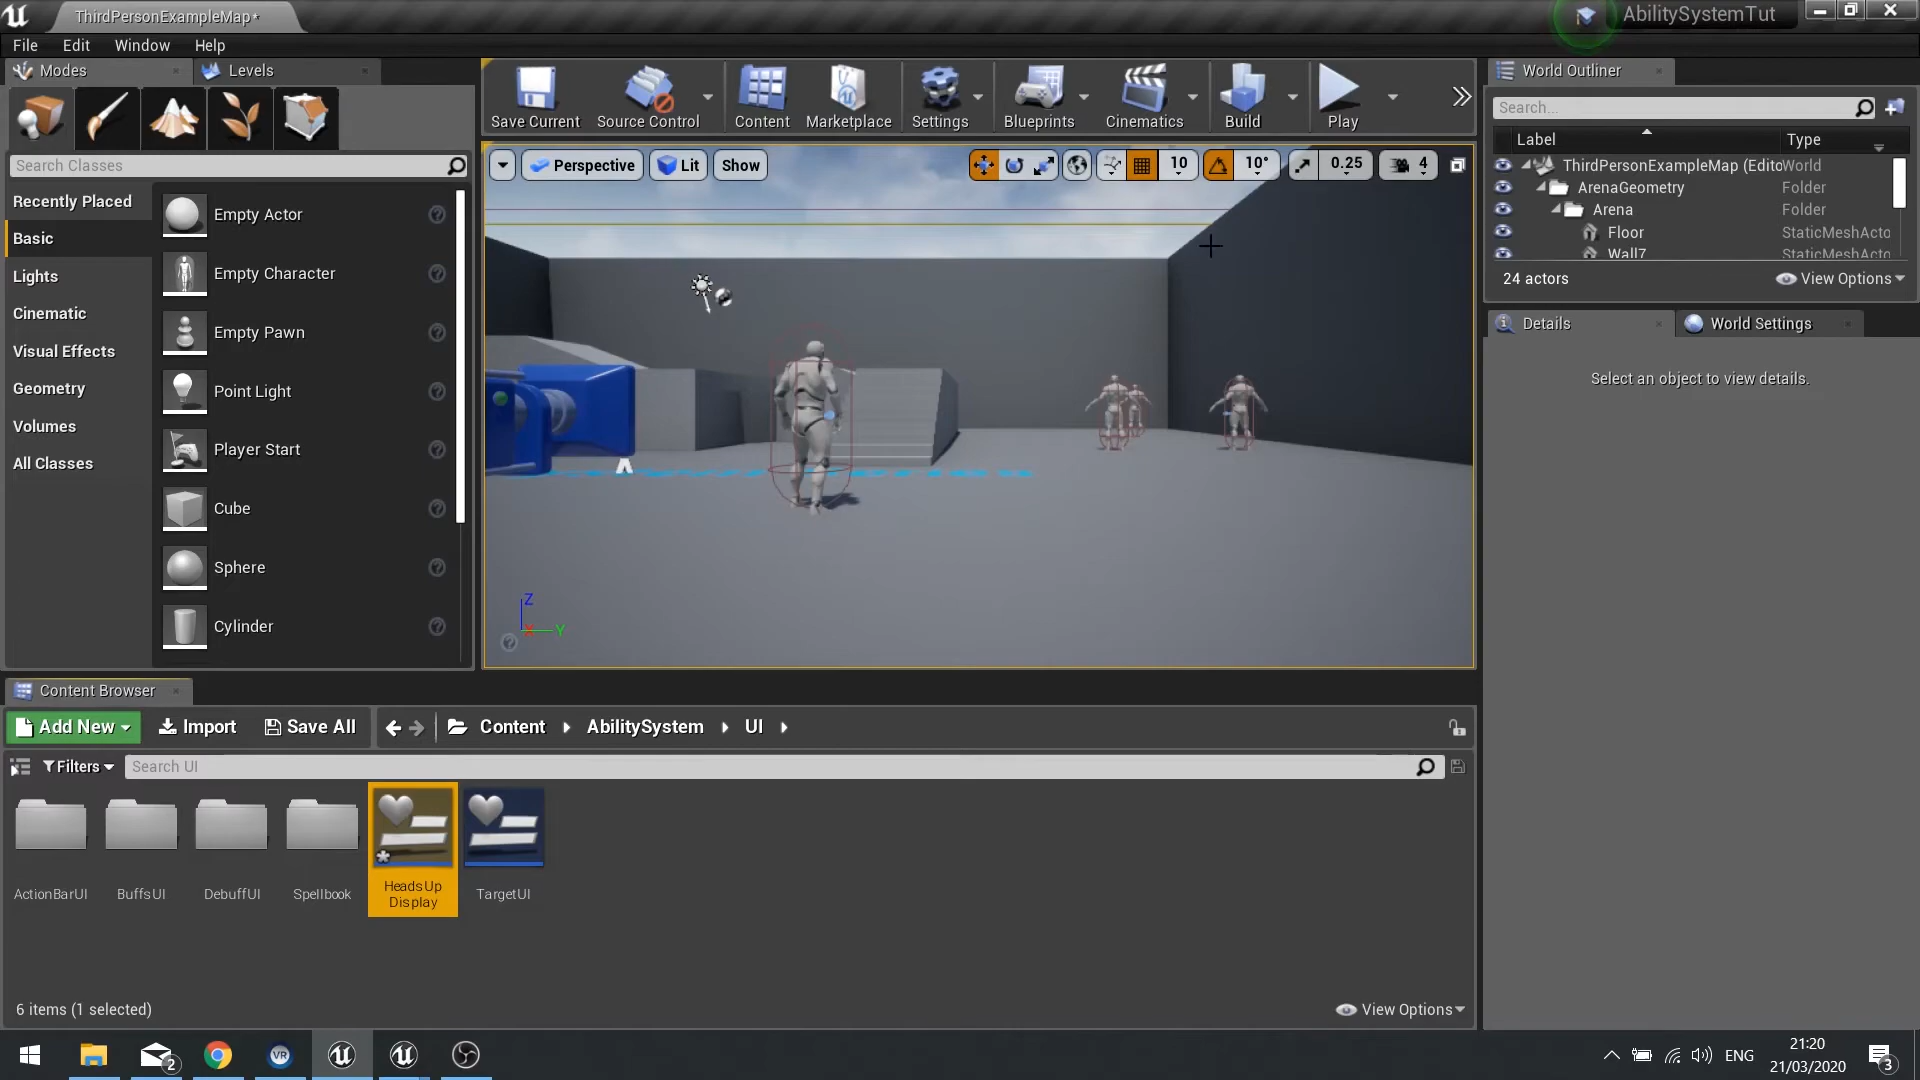 ThirdPersonExampleMap*
AbilitySystemTut
File Edit Window Help
Modes
Levels
Search Classes
Recently Placed
Basic
Lights
Cinematic
Visual Effects
Geometry
Volumes
All Classes
Empty Actor
Empty Character
Empty Pawn
Point Light
Player Start
Cube
Sphere
Cylinder
Save Current
Source Control
Content
Marketplace
Settings
Blueprints
Cinematics
Build
Play
Perspective
Lit
Show
10
10°
0.25
4
Z
X
Y
World Outliner
Search...
Label
Type
ThirdPersonExampleMap (Edito World
ArenaGeometry Folder
Arena Folder
Floor StaticMeshActo
Wall7 StaticMeshActo
24 actors
View Options
Details
World Settings
Select an object to view details.
Content Browser
Add New
Import
Save All
Content
AbilitySystem
UI
Filters
Search UI
ActionBarUI
BuffsUI
DebuffUI
Spellbook
HeadsUp
Display
TargetUI
6 items (1 selected)
View Options
2
VR
ENG
21:20
21/03/2020
3